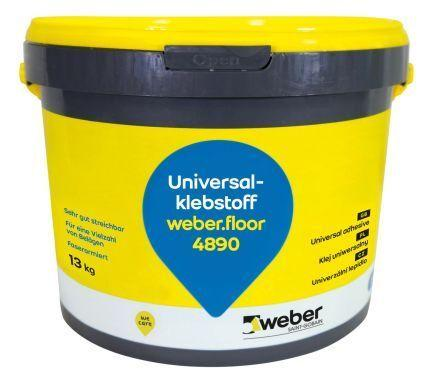 Open
Universal-
klebstoff
weber.floor
4890
Sehr gut streichbar
Für eine Vielzahl
von Belägen
Faserarmiert
13 kg
we
care
GB
Universal adhesive
PL
Klej uniwersalny
CZ
Univerzální lepidlo
weber
SAINT-GOBAIN